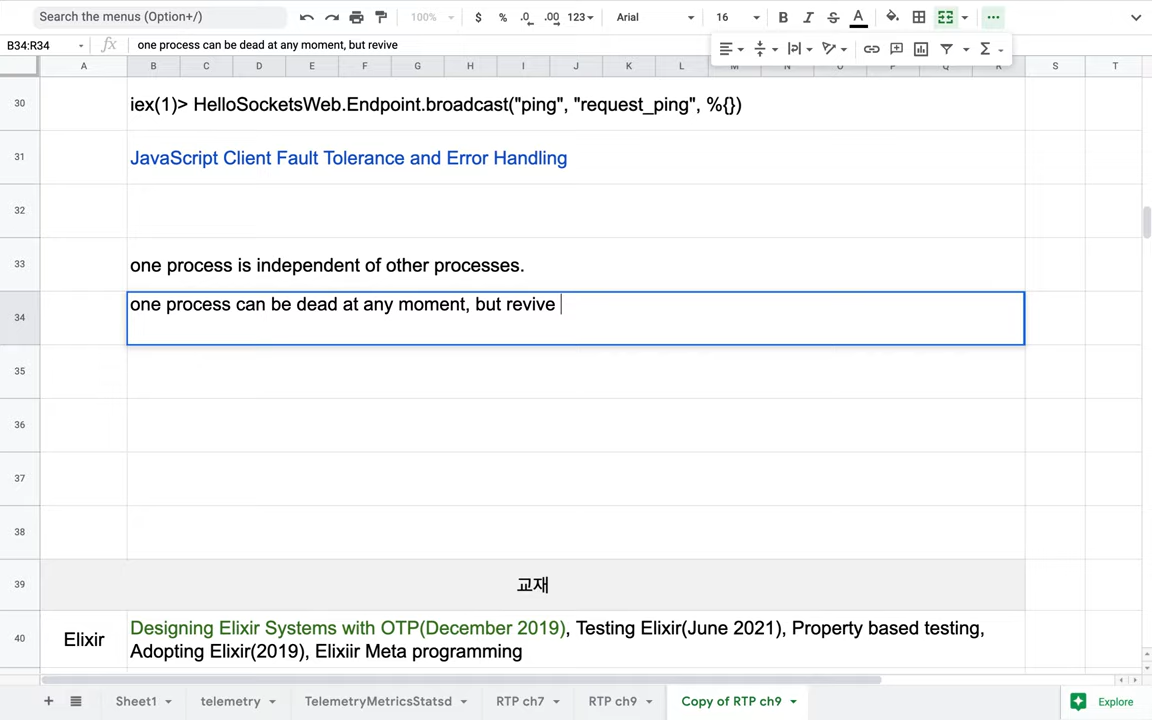 Search the menus (Option+/)
100%
$ % .0 .00 123
Arial
16
B I S A
B34:R34
fx
one process can be dead at any moment, but revive
A B C D E F G H I J K L M N O P Q R S T
30
iex(1)> HelloSocketsWeb.Endpoint.broadcast("ping", "request_ping", %{})
31
JavaScript Client Fault Tolerance and Error Handling
32
33
one process is independent of other processes.
34
one process can be dead at any moment, but revive
35
36
37
38
39
교재
40
Elixir
Designing Elixir Systems with OTP(December 2019), Testing Elixir(June 2021), Property based testing,
Adopting Elixir(2019), Elixiir Meta programming
Sheet1
telemetry
TelemetryMetricsStatsd
RTP ch7
RTP ch9
Copy of RTP ch9
Explore